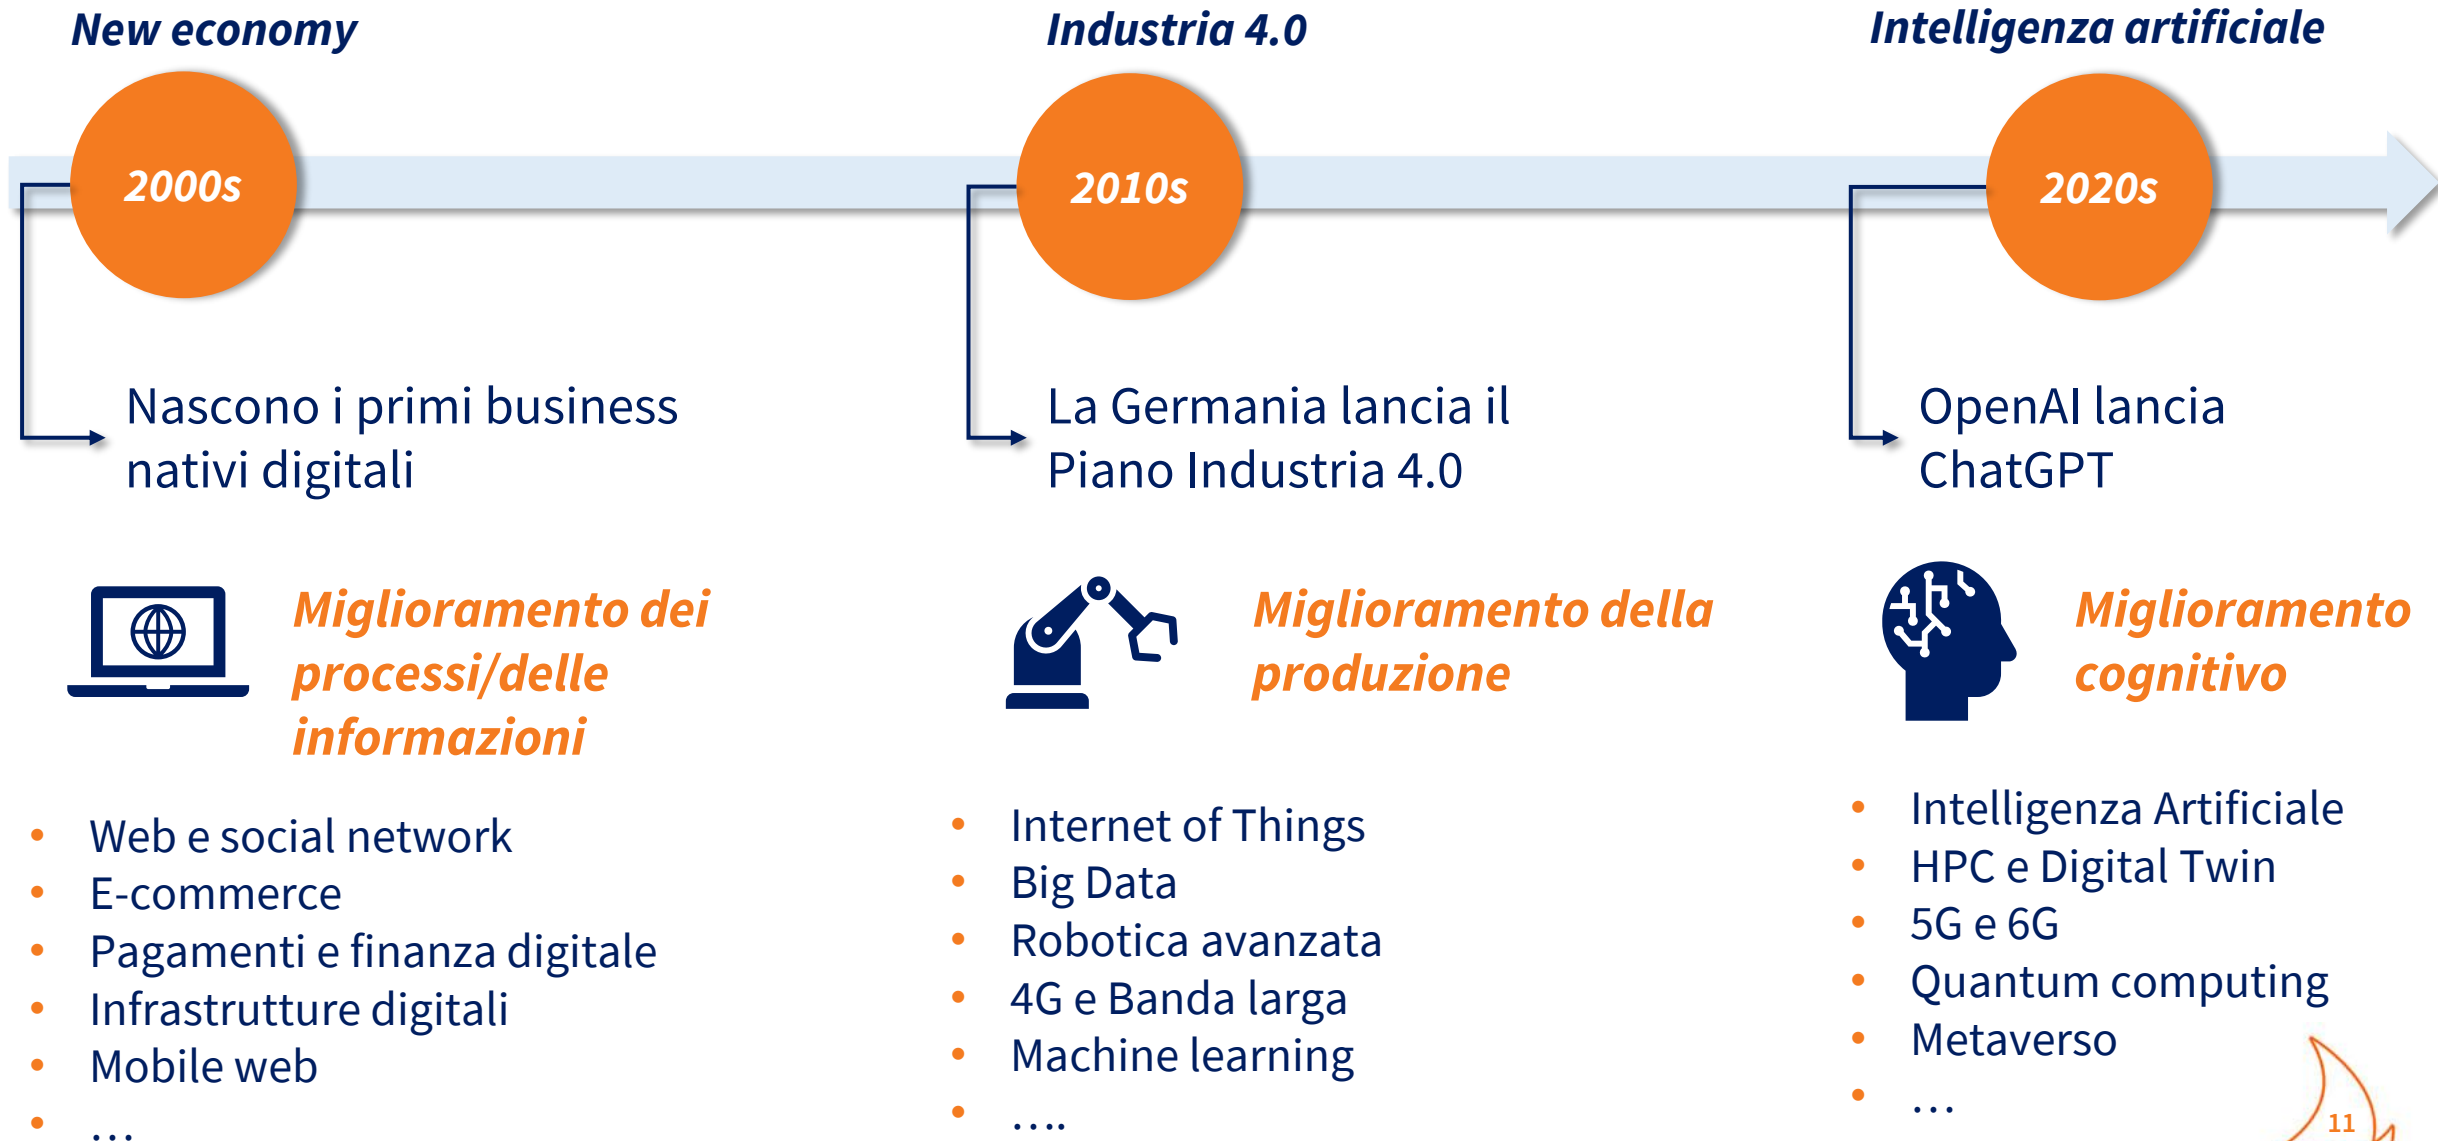 New economy
2000s
Nascono i primi business
nativi digitali
Miglioramento dei
processi/delle
informazioni
• Web e social network
• E-commerce
• Pagamenti e finanza digitale
• Infrastrutture digitali
• Mobile web
• …
Industria 4.0
2010s
La Germania lancia il
Piano Industria 4.0
Miglioramento della
produzione
• Internet of Things
• Big Data
• Robotica avanzata
• 4G e Banda larga
• Machine learning
• ….
Intelligenza artificiale
2020s
OpenAI lancia
ChatGPT
Miglioramento
cognitivo
• Intelligenza Artificiale
• HPC e Digital Twin
• 5G e 6G
• Quantum computing
• Metaverso
• …
11